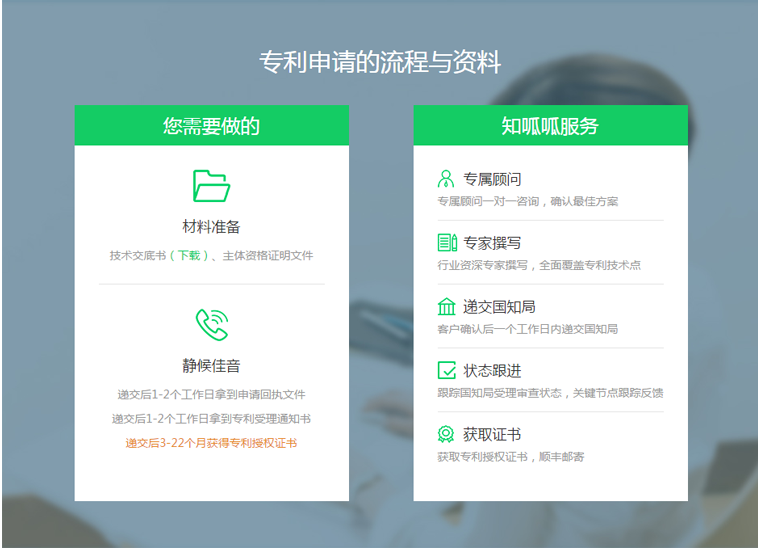 专利申请的流程与资料
您需要做的
材料准备
技术交底书(下载)、主体资格证明文件
静候佳音
递交后1-2个工作日拿到申请回执文件
递交后1-2个工作日拿到专利受理通知书
递交后3-22个月获得专利授权证书
知呱呱服务
专属顾问
专属顾问一对一咨询，确认最佳方案
专家撰写
行业资深专家撰写，全面覆盖专利技术点
递交国知局
客户确认后一个工作日内递交国知局
状态跟进
跟踪国知局受理审查状态，关键节点跟踪反馈
获取证书
获取专利授权证书，顺丰邮寄